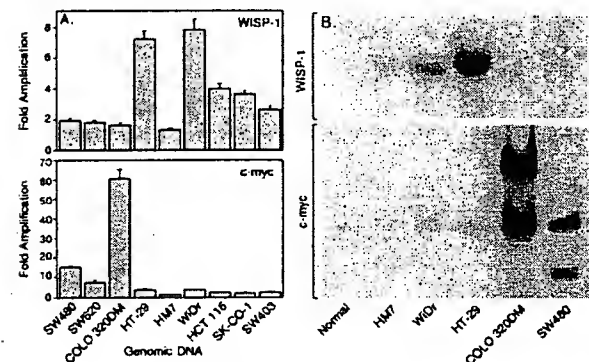 A.
WISP-1
Fold Amplification
8
6
4
2
0
c-myc
Fold Amplification
70
60
50
40
30
20
10
0
SW480
SW620
COLO 320DM
HT-29
HM7
WiDr
HCT 116
SK-CO-1
SW403
Genomic DNA
B.
WISP-1
c-myc
Normal
HM7
WiDr
HT-29
COLO 320DM
SW480